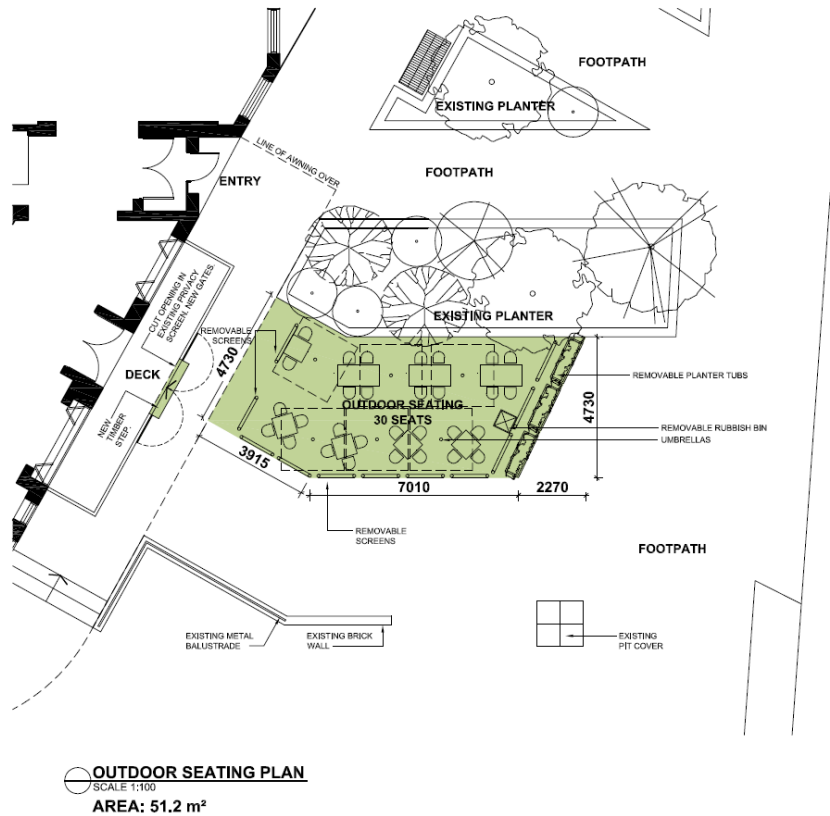 FOOTPATH
EXISTING PLANTER
LINE OF AWNING OVER
FOOTPATH
ENTRY
CUT OPENING IN
EXISTING PRIVACY
SCREEN. NEW GATES.
REMOVABLE
SCREENS
EXISTING PLANTER
4730
DECK
NEW
TIMBER
STEP.
OUTDOOR SEATING
30 SEATS
4730
REMOVABLE PLANTER TUBS
REMOVABLE RUBBISH BIN
UMBRELLAS
3915
7010
2270
REMOVABLE
SCREENS
FOOTPATH
EXISTING METAL
BALUSTRADE
EXISTING BRICK
WALL
EXISTING
PIT COVER
OUTDOOR SEATING PLAN
SCALE 1:100
AREA: 51.2 m²